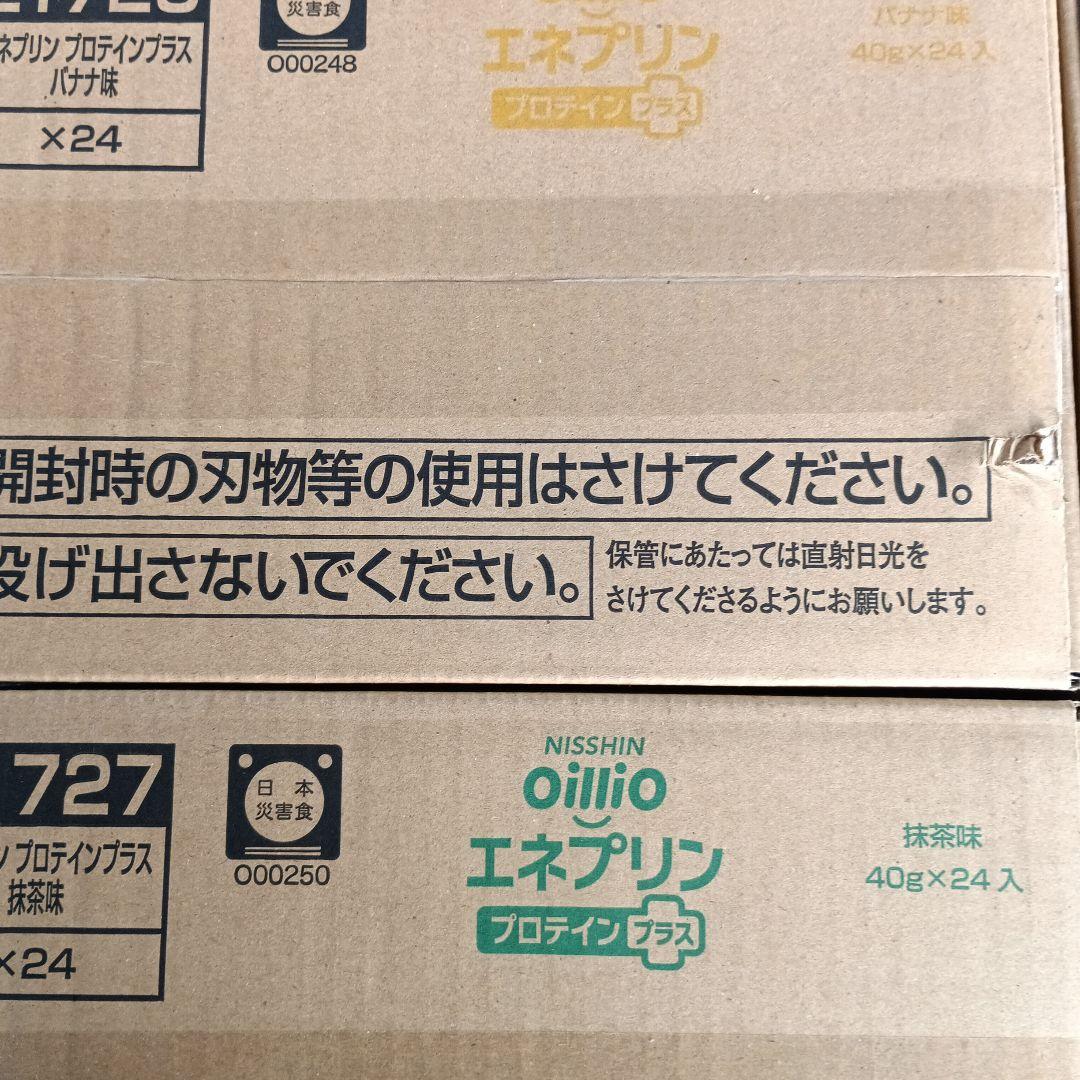 災害食
000248
ネプリン プロテインプラス
バナナ味
×24
エネプリン
プロテイン プラス
バナナ味
40g×24入
開封時の刃物等の使用はさけてください。
投げ出さないでください。
保管にあたっては直射日光を
さけてくださるようにお願いします。
727
ン プロテインプラス
抹茶味
×24
日本
災害食
000250
NISSHIN
OilliO
エネプリン
プロテイン プラス
抹茶味
40g×24入